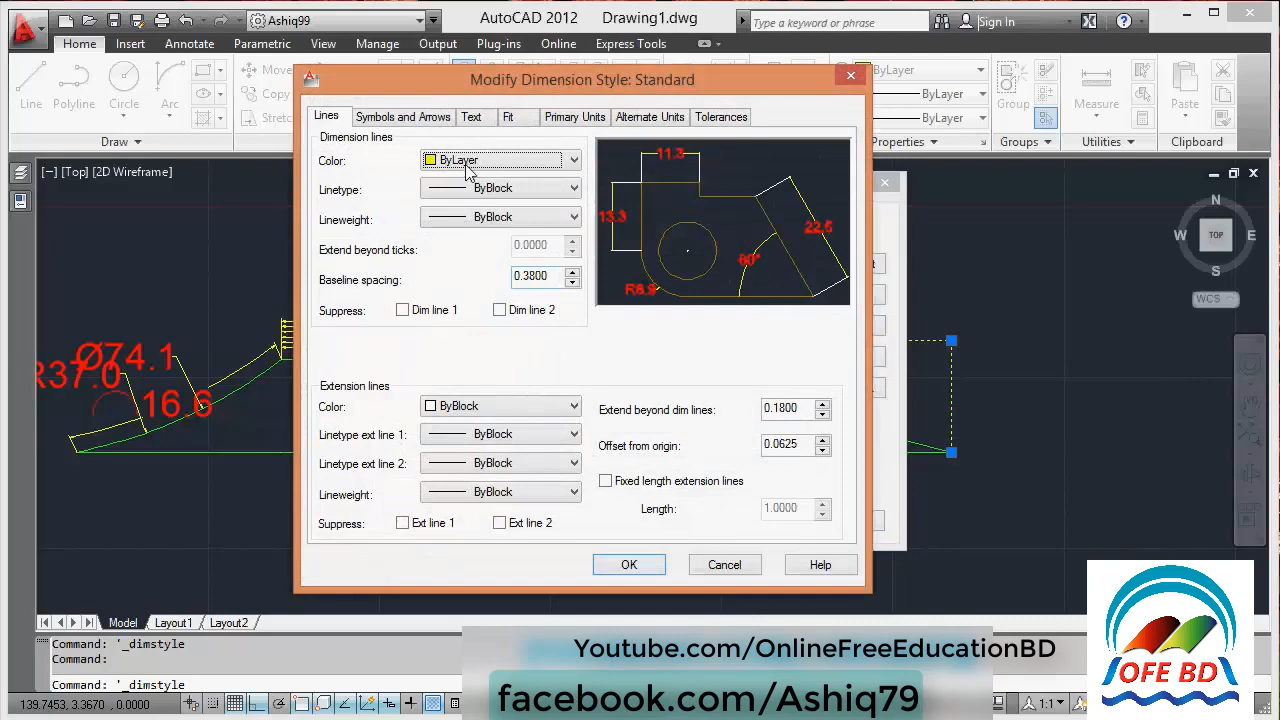 Ashiq99
AutoCAD 2012 Drawing1.dwg
Type a keyword or phrase
Sign In
Home Insert Annotate Parametric View Manage Output Plug-ins Online Express Tools
Line Polyline Circle Arc
Move
Copy
Stretch
Draw
ByLayer
ByLayer
ByLayer
Group Measure Paste
Properties Groups Utilities Clipboard
Modify Dimension Style: Standard
Lines Symbols and Arrows Text Fit Primary Units Alternate Units Tolerances
Dimension lines
Color: ByLayer
Linetype: ByBlock
Lineweight: ByBlock
Extend beyond ticks: 0.0000
Baseline spacing: 0.3800
Suppress: Dim line 1 Dim line 2
11.3
13.3
22.5
60°
R8.9
Extension lines
Color: ByBlock
Linetype ext line 1: ByBlock
Linetype ext line 2: ByBlock
Lineweight: ByBlock
Suppress: Ext line 1 Ext line 2
Extend beyond dim lines: 0.1800
Offset from origin: 0.0625
Fixed length extension lines
Length: 1.0000
OK Cancel Help
[−] [Top] [2D Wireframe]
N
W TOP E
S
WCS
Ø74.1
R37.0
16.6
Model Layout1 Layout2
Command: '_dimstyle
Command:
Command: '_dimstyle
139.7453, 3.3670, 0.0000
1:1
Youtube.com/OnlineFreeEducationBD
facebook.com/Ashiq79
OFE BD